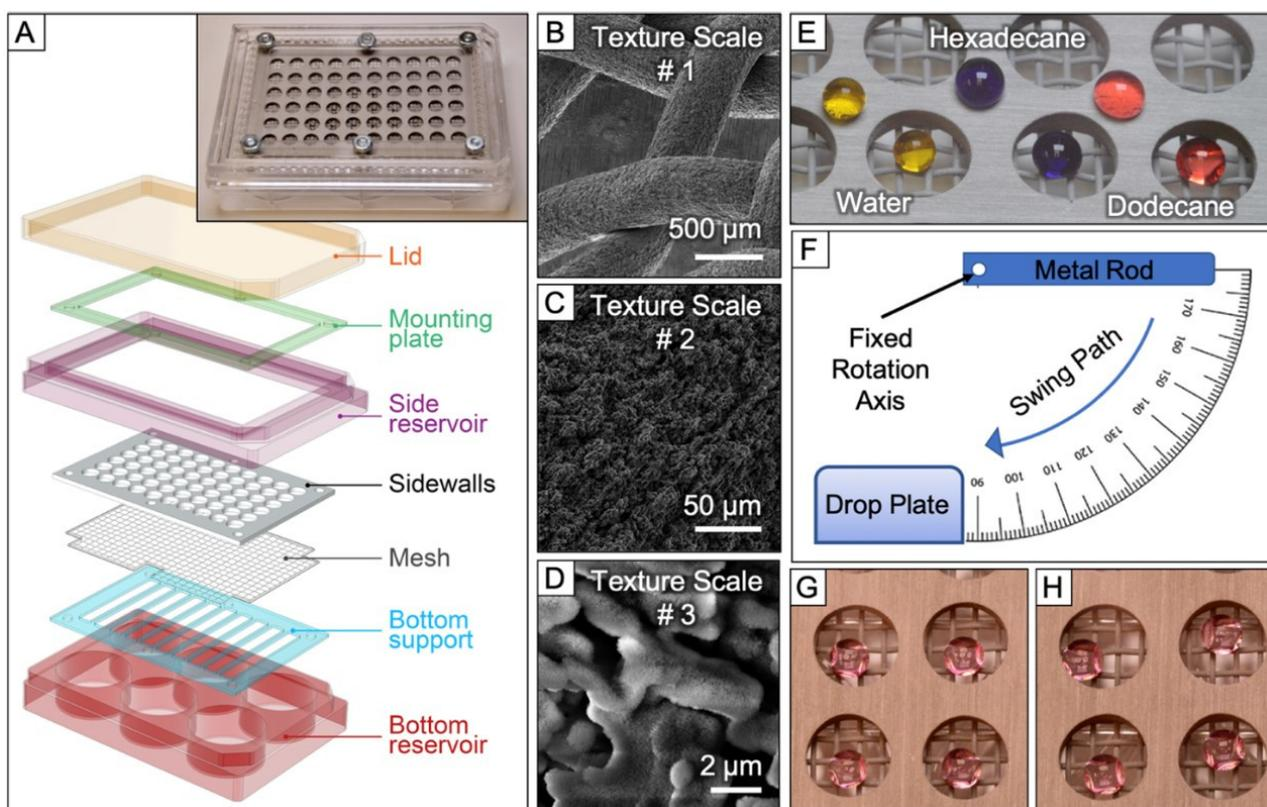 A
Lid
Mounting
plate
Side
reservoir
Sidewalls
Mesh
Bottom
support
Bottom
reservoir
B
Texture Scale
# 1
500 µm
C
Texture Scale
# 2
50 µm
D
Texture Scale
# 3
2 µm
E
Hexadecane
Water
Dodecane
F
Metal Rod
Fixed
Rotation
Axis
Swing Path
170
160
150
140
130
120
110
100
90
Drop Plate
G
H